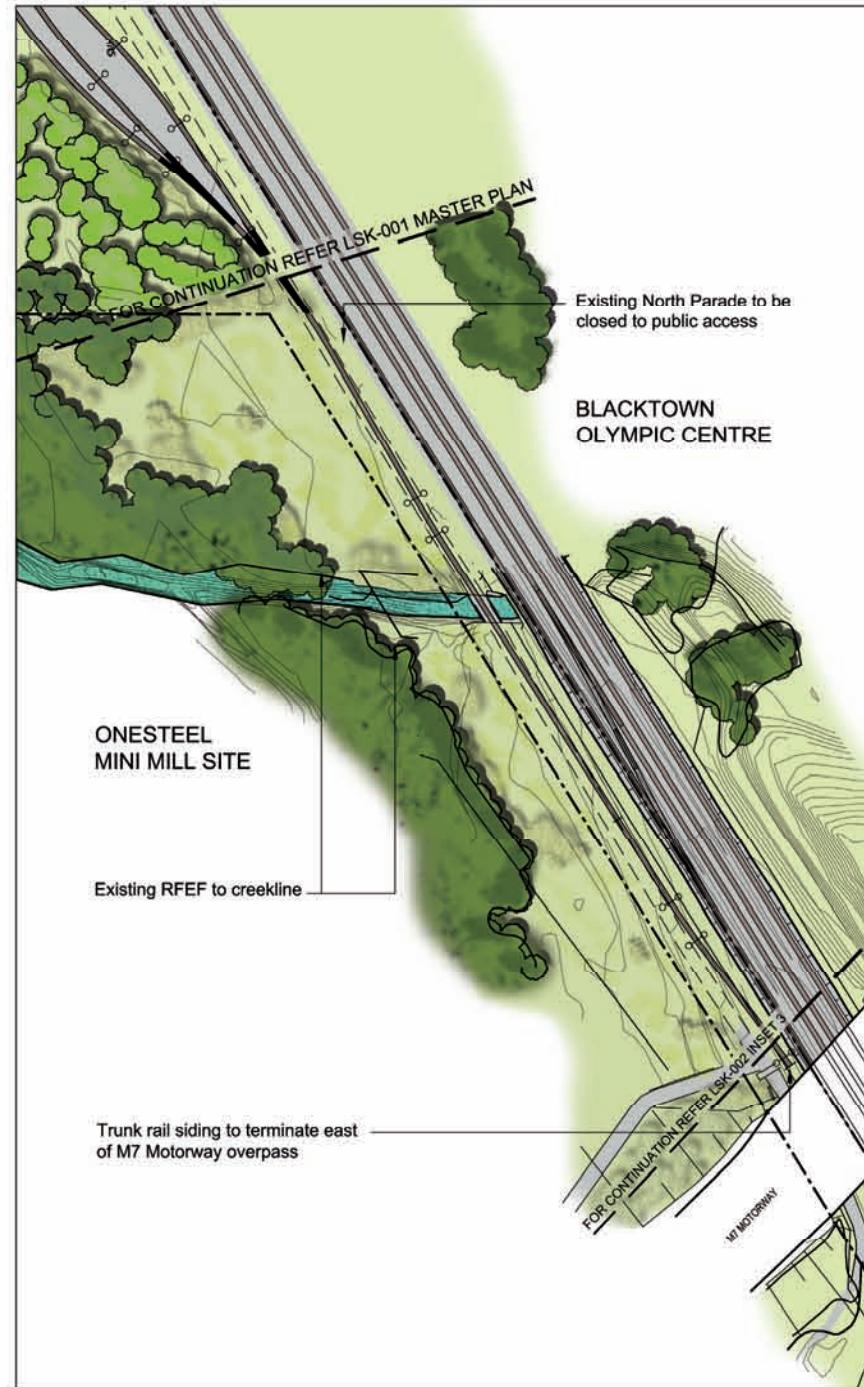 FOR CONTINUATION REFER LSK-001 MASTER PLAN
Existing North Parade to be
closed to public access
BLACKTOWN
OLYMPIC CENTRE
ONESTEEL
MINI MILL SITE
Existing RFEF to creekline
Trunk rail siding to terminate east
of M7 Motorway overpass
FOR CONTINUATION REFER LSK-002 INSET 3
M7 MOTORWAY